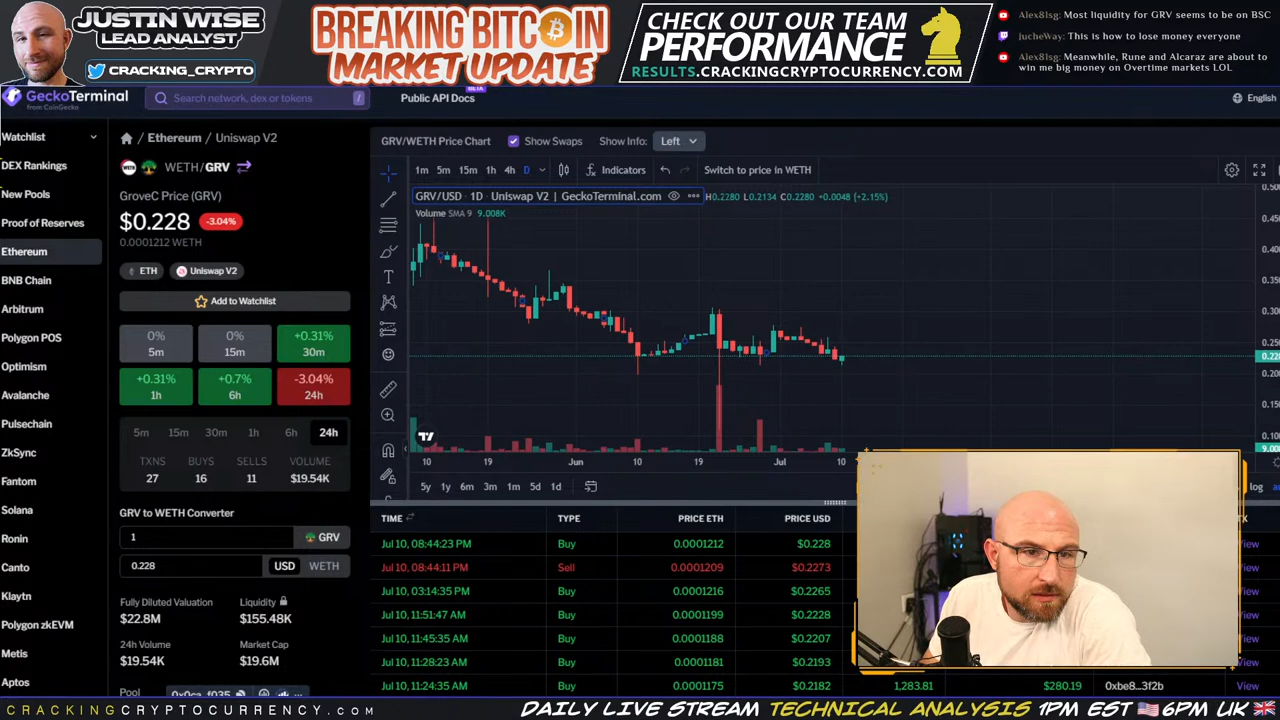 JUSTIN WISE
LEAD ANALYST
CRACKING_CRYPTO
BREAKING BITCOIN
MARKET UPDATE
CHECK OUT OUR TEAM
PERFORMANCE
RESULTS.CRACKINGCRYPTOCURRENCY.COM
Alex8lsg: Most liquidity for GRV seems to be on BSC
jucheWay: This is how to lose money everyone
Alex8lsg: Meanwhile, Rune and Alcaraz are about to
win me big money on Overtime markets LOL
GeckoTerminal
from CoinGecko
Search network, dex or tokens /
Public API Docs
BETA
English
Watchlist
DEX Rankings
New Pools
Proof of Reserves
Ethereum
BNB Chain
Arbitrum
Polygon POS
Optimism
Avalanche
Pulsechain
ZkSync
Fantom
Solana
Ronin
Canto
Klaytn
Polygon zkEVM
Metis
Aptos
/ Ethereum / Uniswap V2
WETH/GRV
GroveC Price (GRV)
$0.228 -3.04%
0.0001212 WETH
ETH Uniswap V2
Add to Watchlist
0% 0% +0.31%
5m 15m 30m
+0.31% +0.7% -3.04%
1h 6h 24h
5m 15m 30m 1h 6h 24h
TXNS BUYS SELLS VOLUME
27 16 11 $19.54K
GRV to WETH Converter
1 GRV
0.228 USD WETH
Fully Diluted Valuation Liquidity
$22.8M $155.48K
24h Volume Market Cap
$19.54K $19.6M
Pool 0x0ca...f035
GRV/WETH Price Chart Show Swaps Show Info: Left
1m 5m 15m 1h 4h D Indicators Switch to price in WETH
GRV/USD · 1D · Uniswap V2 | GeckoTerminal.com H0.2280 L0.2134 C0.2280 +0.0048 (+2.15%)
Volume SMA 9 9.008K
10 19 Jun 10 19 Jul 10
5y 1y 6m 3m 1m 5d 1d
log
TIME TYPE PRICE ETH PRICE USD
Jul 10, 08:44:23 PM Buy 0.0001212 $0.228
Jul 10, 08:44:11 PM Sell 0.0001209 $0.2273
Jul 10, 03:14:35 PM Buy 0.0001216 $0.2265
Jul 10, 11:51:47 AM Buy 0.0001199 $0.2228
Jul 10, 11:45:35 AM Buy 0.0001188 $0.2207
Jul 10, 11:28:23 AM Buy 0.0001181 $0.2193
Jul 10, 11:24:35 AM Buy 0.0001175 $0.2182 1,283.81 $280.19 0xbe8...3f2b View
CRACKINGCRYPTOCURRENCY.com
DAILY LIVE STREAM TECHNICAL ANALYSIS 1PM EST 6PM UK